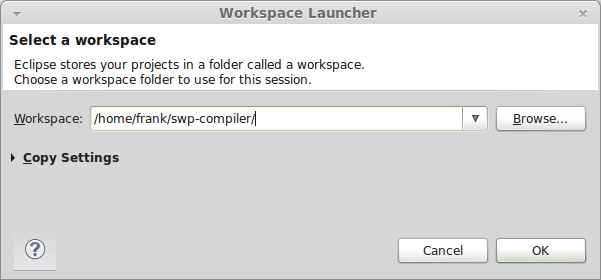 Workspace Launcher
Select a workspace
Eclipse stores your projects in a folder called a workspace.
Choose a workspace folder to use for this session.
Workspace: /home/frank/swp-compiler/ Browse...
Copy Settings
? Cancel OK